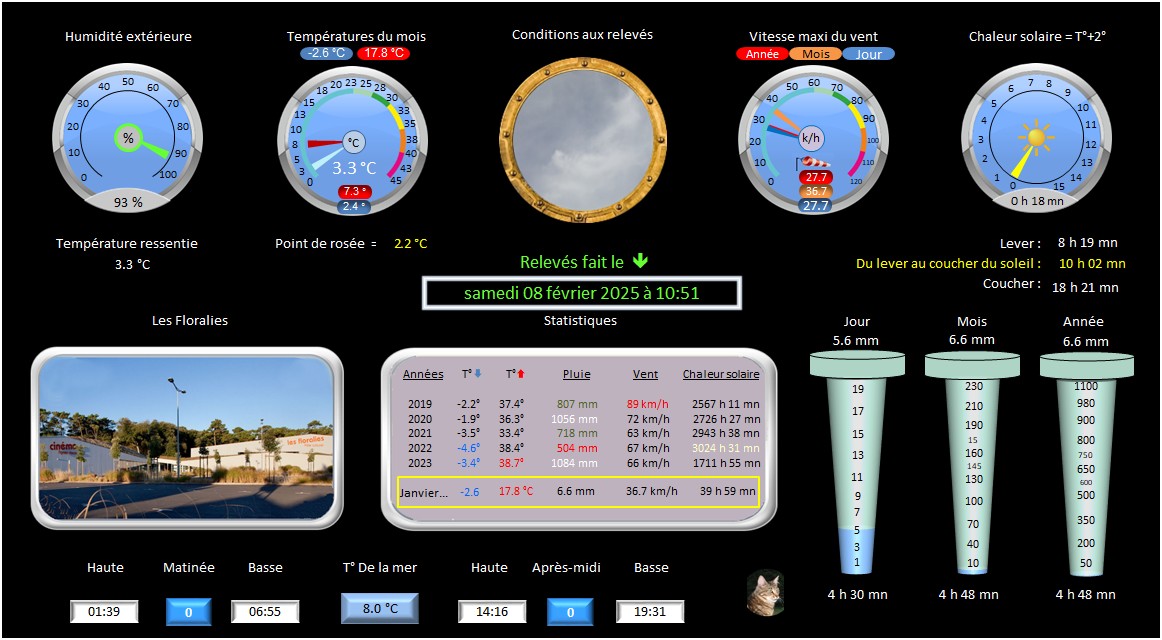 Humidité extérieure
Températures du mois
-2.6 °C 17.8 °C
Conditions aux relevés
Vitesse maxi du vent
Année Mois Jour
Chaleur solaire = T°+2°
0 10 20 30 40 50 60 70 80 90 100
%
93 %
0 3 5 8 10 13 15 18 20 23 25 28 30 33 35 38 40 43 45
°C
3.3 °C
7.3 °
2.4 °
0 10 20 30 40 50 60 70 80 90 100 110 120
k/h
27.7
36.7
27.7
0 1 2 3 4 5 6 7 8 9 10 11 12 13 14 15
0 h 18 mn
Température ressentie
3.3 °C
Point de rosée = 2.2 °C
Relevés fait le
samedi 08 février 2025 à 10:51
Lever : 8 h 19 mn
Du lever au coucher du soleil : 10 h 02 mn
Coucher : 18 h 21 mn
Les Floralies
cinéma
les floralies
Statistiques
Années T° T° Pluie Vent Chaleur solaire
2019 -2.2° 37.4° 807 mm 89 km/h 2567 h 11 mn
2020 -1.9° 36.3° 1056 mm 72 km/h 2726 h 27 mn
2021 -3.5° 33.4° 718 mm 63 km/h 2943 h 38 mn
2022 -4.6° 38.4° 504 mm 67 km/h 3024 h 31 mn
2023 -3.4° 38.7° 1084 mm 66 km/h 1711 h 55 mn
Janvier... -2.6 17.8 °C 6.6 mm 36.7 km/h 39 h 59 mn
Jour
5.6 mm
19
17
15
13
11
9
7
5
3
1
4 h 30 mn
Mois
6.6 mm
230
210
190
15
160
145
130
100
70
40
10
4 h 48 mn
Année
6.6 mm
1100
980
900
800
750
650
600
500
350
200
50
4 h 48 mn
Haute Matinée Basse
01:39 0 06:55
T° De la mer
8.0 °C
Haute Après-midi Basse
14:16 0 19:31